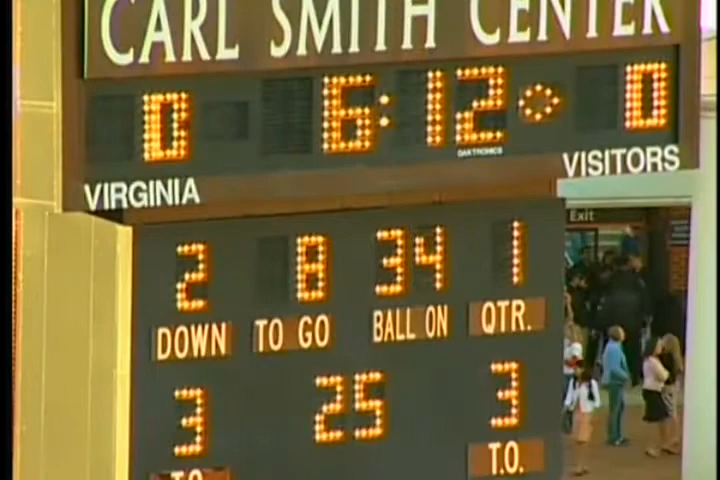 CARL SMITH CENTER
0 6:12 0
DAKTRONICS
VIRGINIA VISITORS
Exit
2 8 34 1
DOWN TO GO BALL ON QTR.
3 25 3
T.O. T.O.